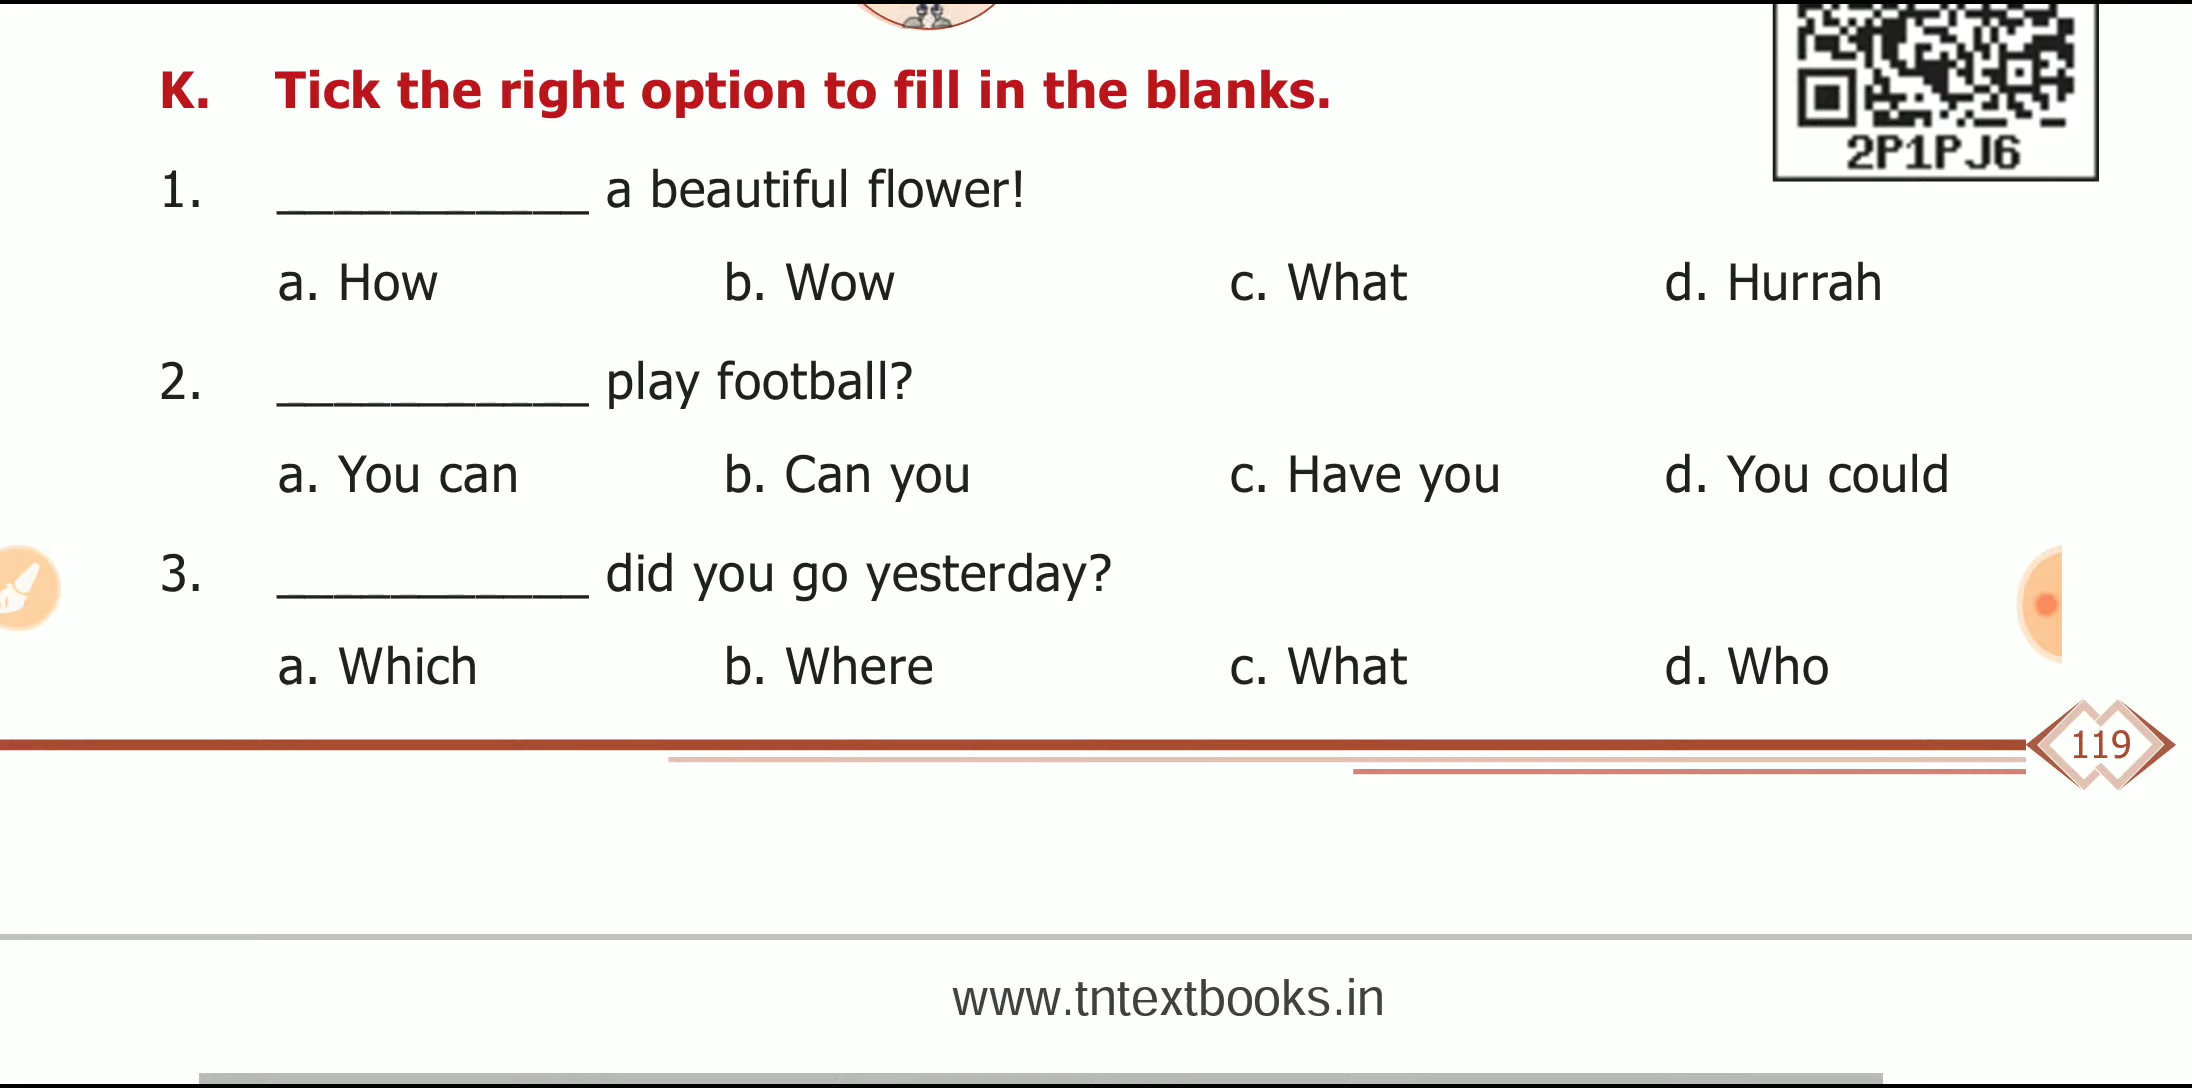 K. Tick the right option to fill in the blanks.
2P1PJ6
1. ___________ a beautiful flower!
a. How b. Wow c. What d. Hurrah
2. ___________ play football?
a. You can b. Can you c. Have you d. You could
3. ___________ did you go yesterday?
a. Which b. Where c. What d. Who
119
www.tntextbooks.in